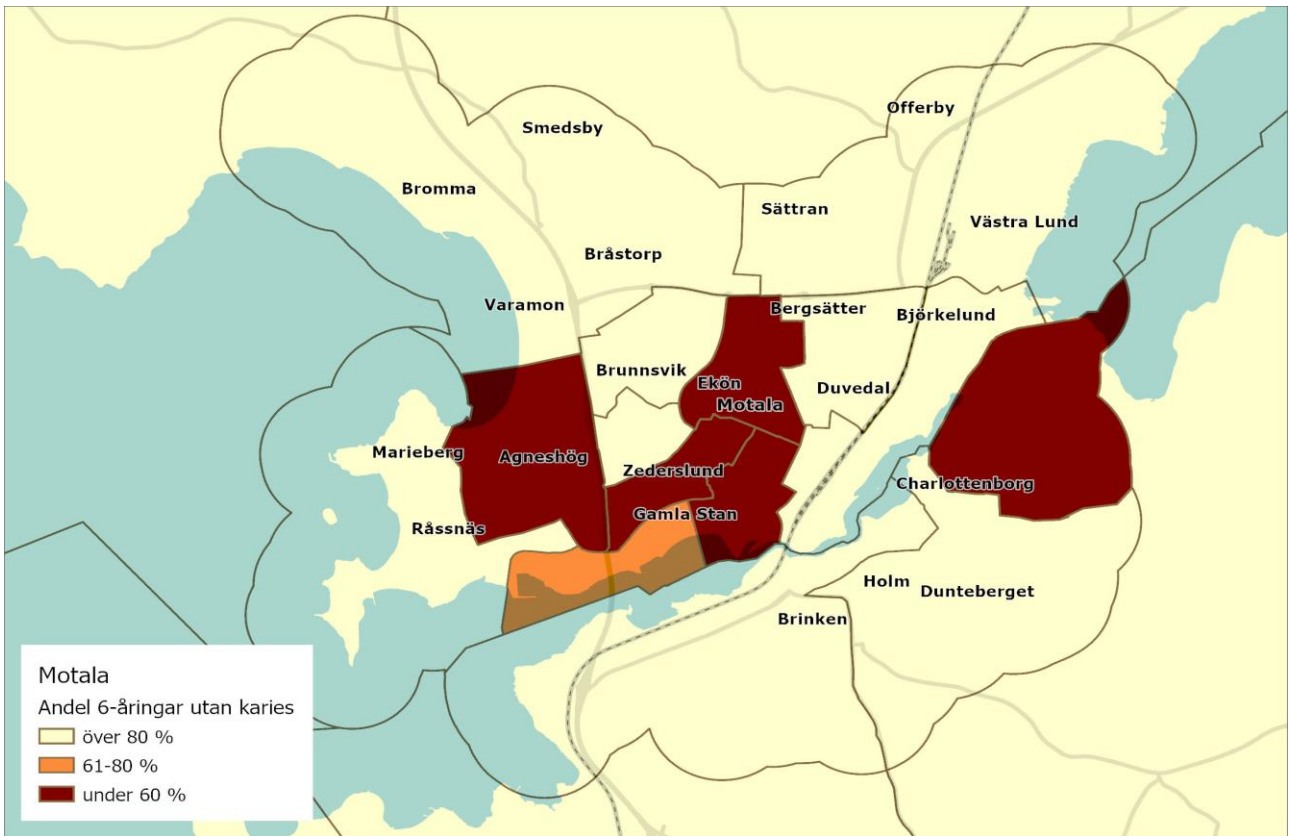 Offerby
Smedsby
Bromma
Sättran
Västra Lund
Bråstorp
Varamon
Bergsätter
Björkelund
Brunnsvik
Ekön
Duvedal
Motala
Marieberg
Agneshög
Zederslund
Charlottenborg
Gamla Stan
Råssnäs
Holm
Dunteberget
Brinken
Motala
Andel 6-åringar utan karies
över 80 %
61-80 %
under 60 %